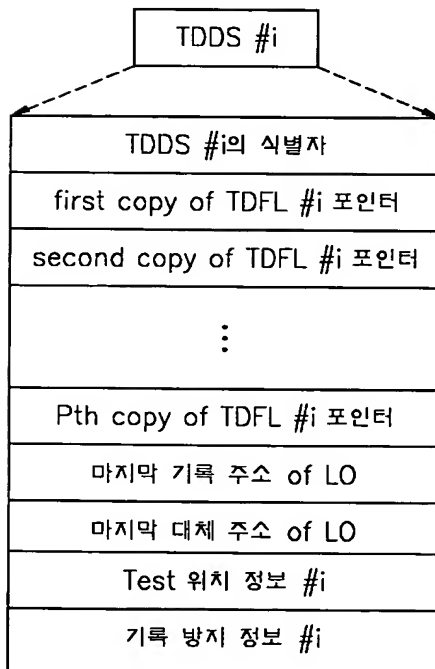 TDDS #i
TDDS #i의 식별자
first copy of TDFL #i 포인터
second copy of TDFL #i 포인터
⋮
Pth copy of TDFL #i 포인터
마지막 기록 주소 of LO
마지막 대체 주소 of LO
Test 위치 정보 #i
기록 방지 정보 #i